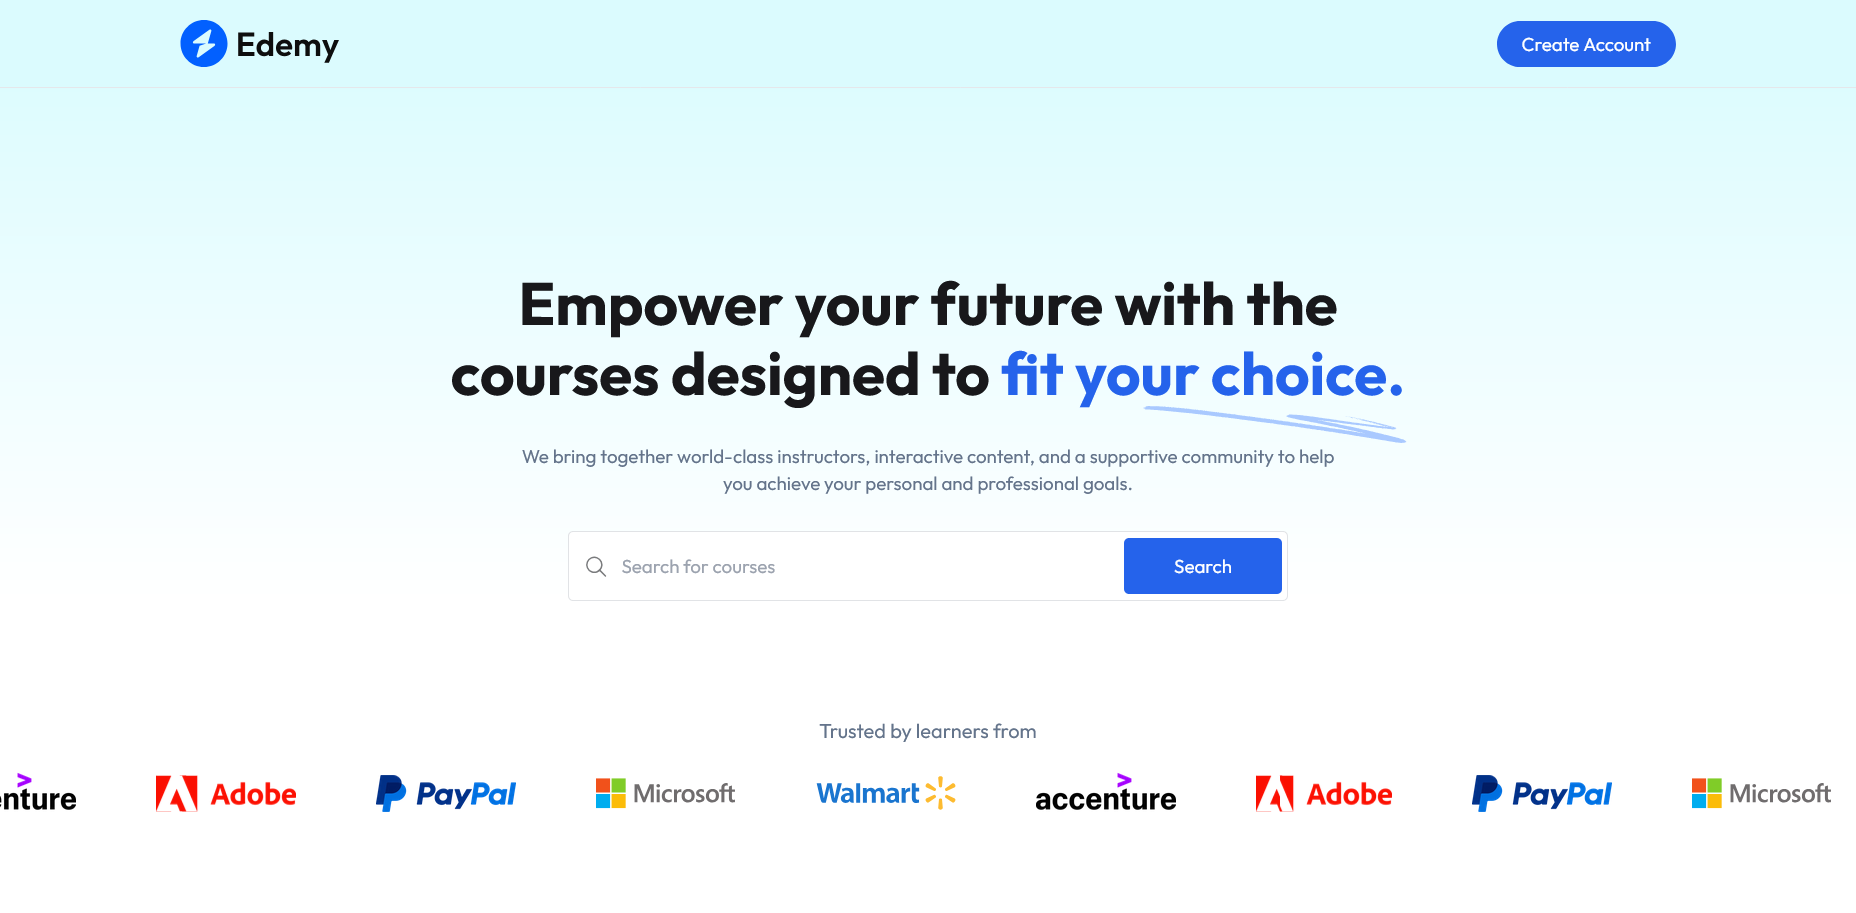 Edemy
Create Account
Empower your future with the
courses designed to fit your choice.
We bring together world-class instructors, interactive content, and a supportive community to help
you achieve your personal and professional goals.
Search for courses
Search
Trusted by learners from
enture Adobe PayPal Microsoft Walmart accenture Adobe PayPal Microsoft